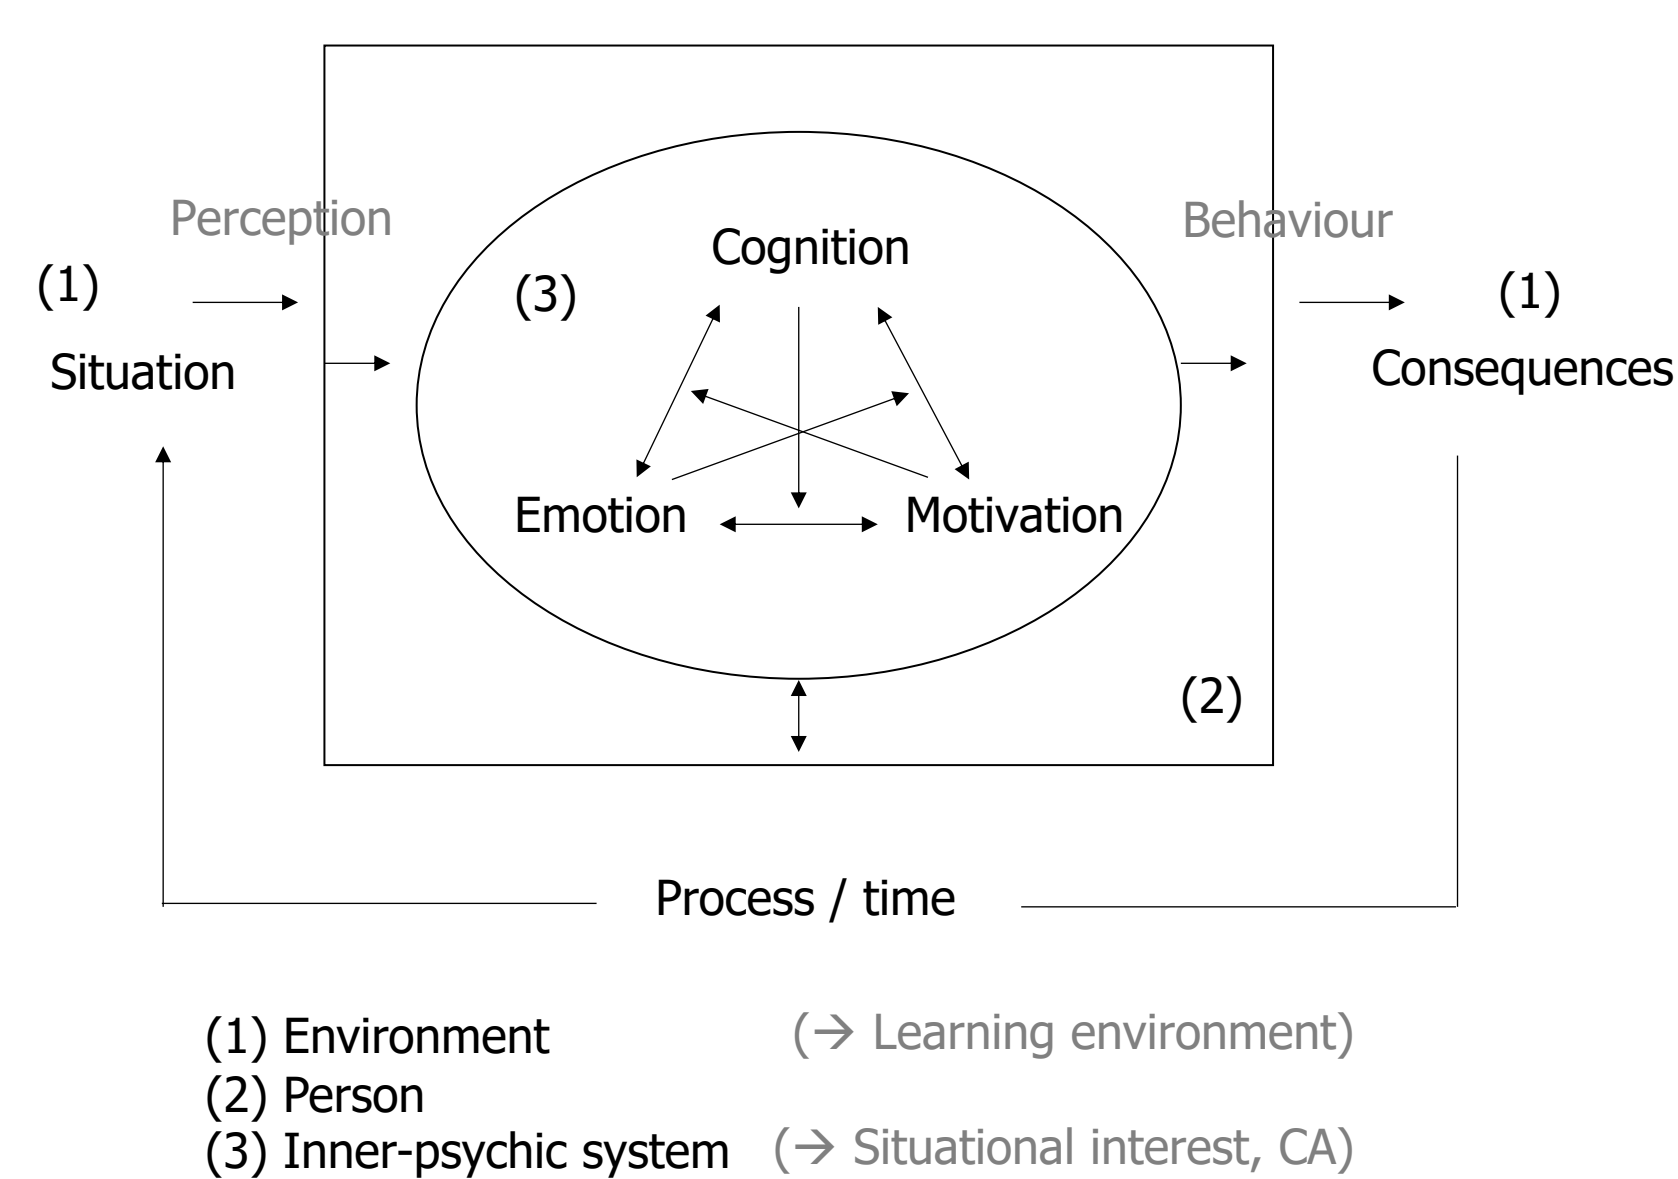 Perception
Behaviour
Cognition
(1)
(3)
(1)
Situation
Consequences
Emotion
Motivation
(2)
Process / time
(1) Environment (→ Learning environment)
(2) Person
(3) Inner-psychic system (→ Situational interest, CA)